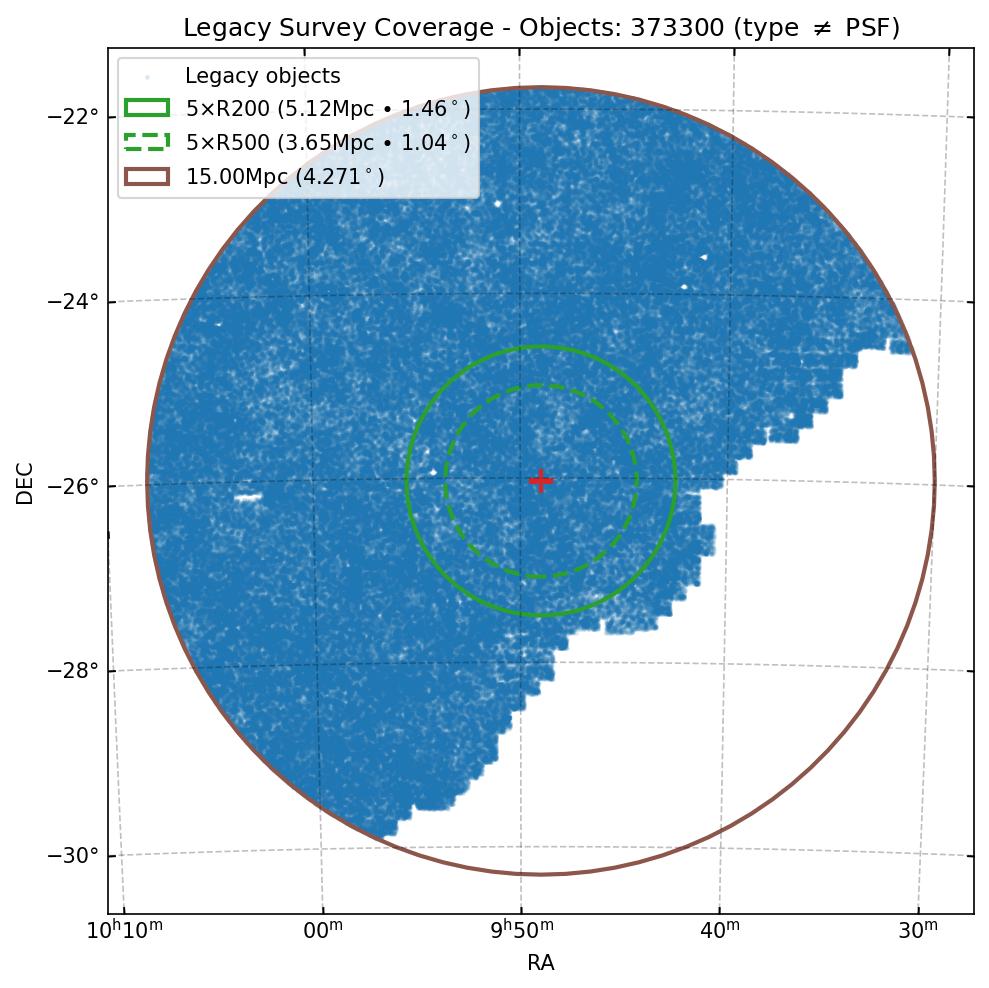 Legacy Survey Coverage - Objects: 373300 (type ≠ PSF)
Legacy objects
5×R200 (5.12Mpc • 1.46°)
5×R500 (3.65Mpc • 1.04°)
15.00Mpc (4.271°)
−22°
−24°
−26°
−28°
−30°
DEC
10ʰ10ᵐ 00ᵐ 9ʰ50ᵐ 40ᵐ 30ᵐ
RA